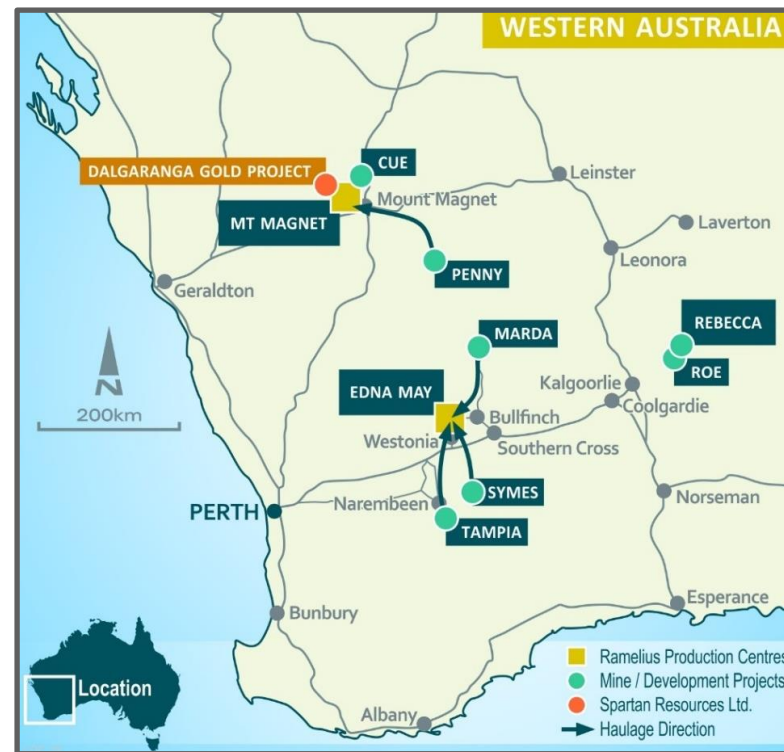 WESTERN AUSTRALIA
DALGARANGA GOLD PROJECT
CUE
Leinster
Mount Magnet
MT MAGNET
Laverton
Leonora
PENNY
Geraldton
REBECCA
MARDA
ROE
N
200km
EDNA MAY
Kalgoorlie
Coolgardie
Bullfinch
Westonia
Southern Cross
SYMES
Norseman
PERTH
Narembeen
TAMPIA
Esperance
Bunbury
Location
Ramelius Production Centres
Mine / Development Projects
Spartan Resources Ltd.
Haulage Direction
Albany